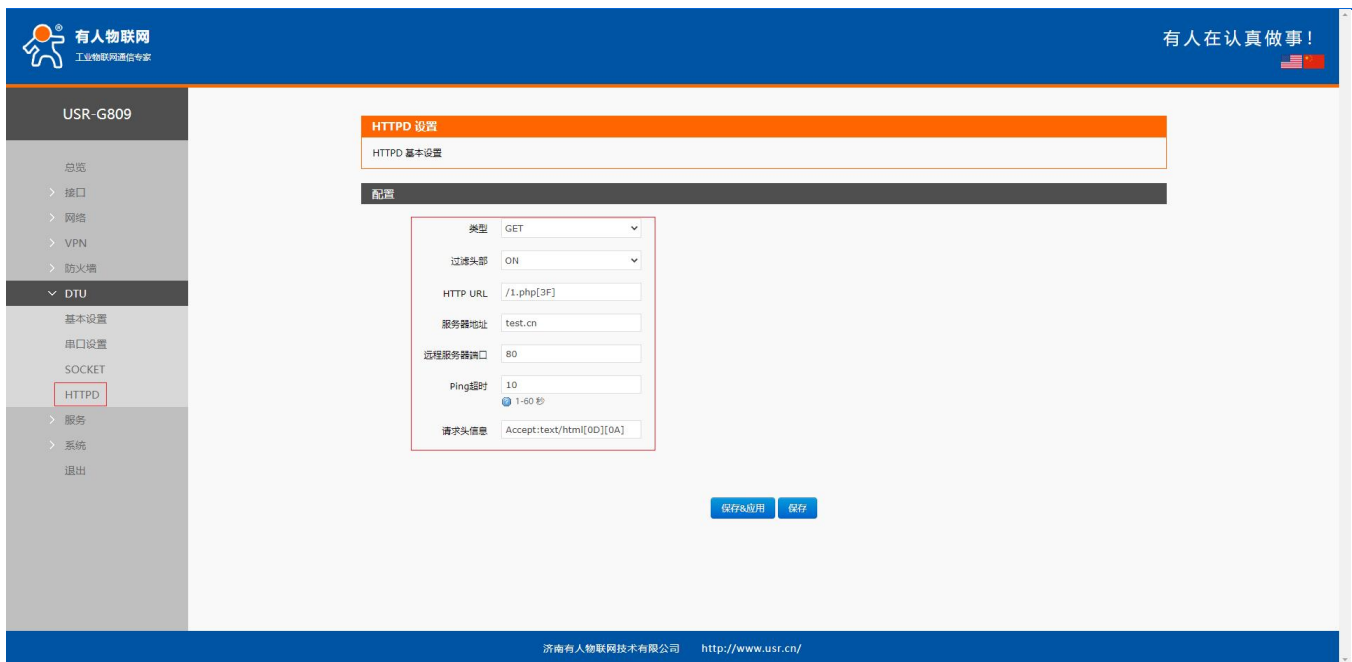 有人物联网
工业物联网通信专家
有人在认真做事！
USR-G809
总览
接口
网络
VPN
防火墙
DTU
基本设置
串口设置
SOCKET
HTTPD
服务
系统
退出
HTTPD 设置
HTTPD 基本设置
配置
类型 GET
过滤头部 ON
HTTP URL /1.php[3F]
服务器地址 test.cn
远程服务器端口 80
Ping超时 10
1-60 秒
请求头信息 Accept:text/html[0D][0A]
保存&应用 保存
济南有人物联网技术有限公司 http://www.usr.cn/